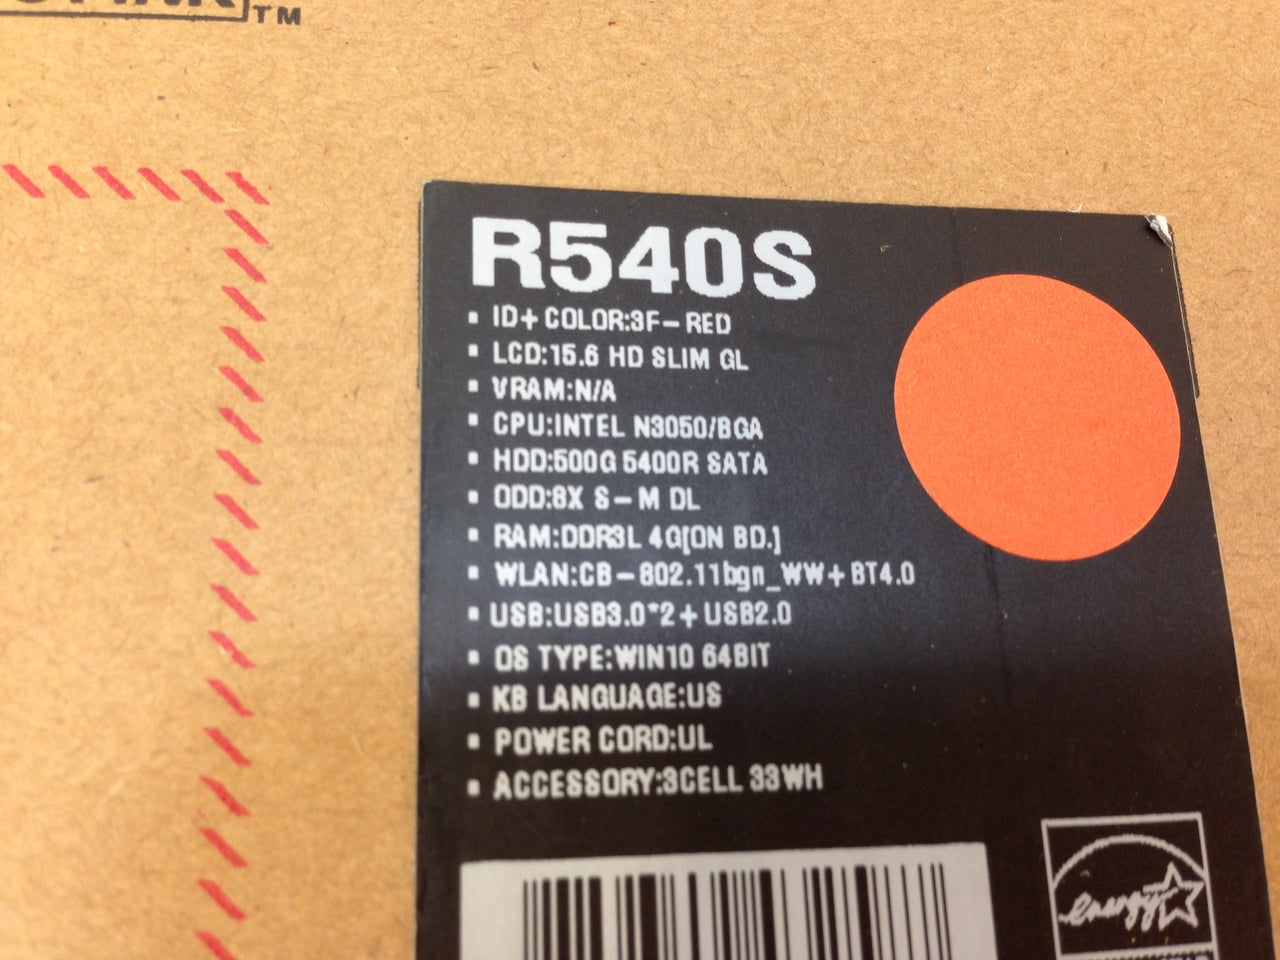 TM
R540S
▪ ID+COLOR:3F-RED
▪ LCD:15.6 HD SLIM GL
▪ VRAM:N/A
▪ CPU:INTEL N3050/BGA
▪ HDD:500G 5400R SATA
▪ ODD:8X S-M DL
▪ RAM:DDR3L 4G[ON BD.]
▪ WLAN:CB-802.11bgn_WW+BT4.0
▪ USB:USB3.0*2+USB2.0
▪ OS TYPE:WIN10 64BIT
▪ KB LANGUAGE:US
▪ POWER CORD:UL
▪ ACCESSORY:3CELL 33WH
energy